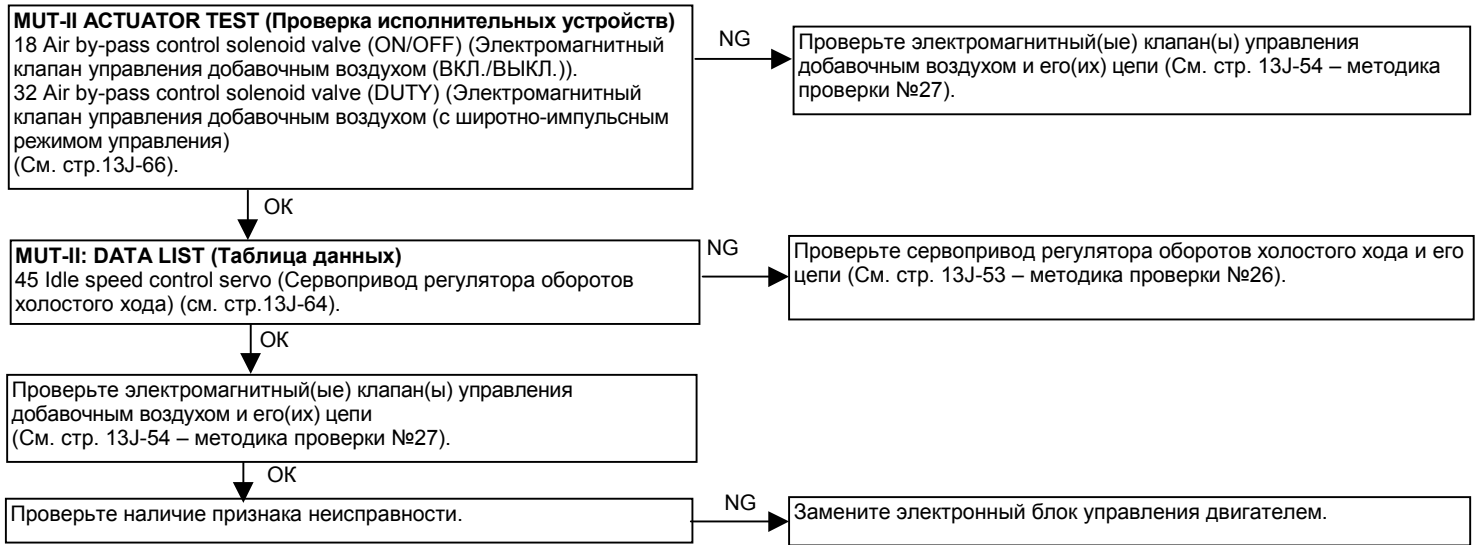 MUT-II ACTUATOR TEST (Проверка исполнительных устройств)
18 Air by-pass control solenoid valve (ON/OFF) (Электромагнитный
клапан управления добавочным воздухом (ВКЛ./ВЫКЛ.)).
32 Air by-pass control solenoid valve (DUTY) (Электромагнитный
клапан управления добавочным воздухом (с широтно-импульсным
режимом управления)
(См. стр.13J-66).
NG
Проверьте электромагнитный(ые) клапан(ы) управления
добавочным воздухом и его(их) цепи (См. стр. 13J-54 – методика
проверки №27).
ОК
MUT-II: DATA LIST (Таблица данных)
45 Idle speed control servo (Сервопривод регулятора оборотов
холостого хода) (см. стр.13J-64).
NG
Проверьте сервопривод регулятора оборотов холостого хода и его
цепи (См. стр. 13J-53 – методика проверки №26).
ОК
Проверьте электромагнитный(ые) клапан(ы) управления
добавочным воздухом и его(их) цепи
(См. стр. 13J-54 – методика проверки №27).
ОК
Проверьте наличие признака неисправности.
NG
Замените электронный блок управления двигателем.